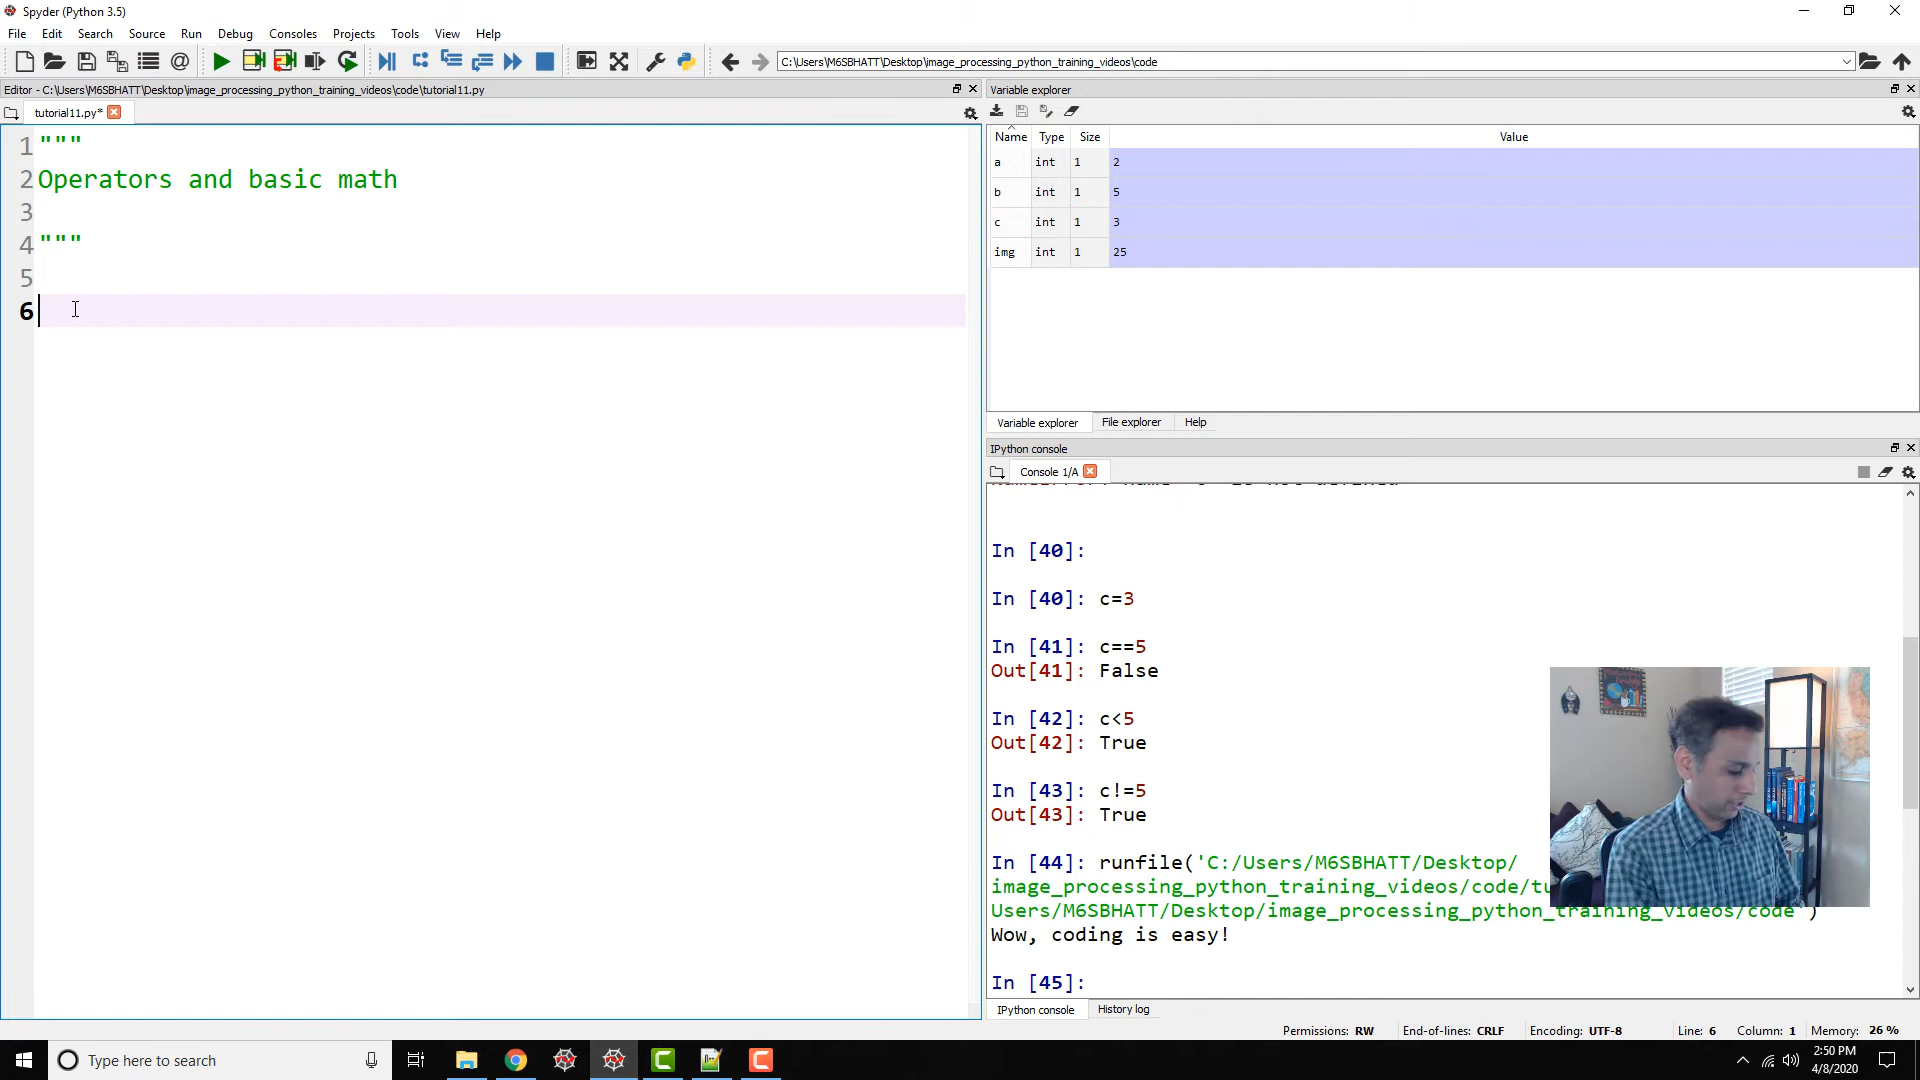 Spyder (Python 3.5)
File Edit Search Source Run Debug Consoles Projects Tools View Help
C:\Users\M6SBHATT\Desktop\image_processing_python_training_videos\code
Editor - C:\Users\M6SBHATT\Desktop\image_processing_python_training_videos\code\tutorial11.py
tutorial11.py*
1 """
2 Operators and basic math
3
4 """
5
6
Variable explorer
Name Type Size Value
a int 1 2
b int 5
c int 1 3
img int 1 25
Variable explorer File explorer Help
IPython console
Console 1/A
In [40]:
In [40]: c=3
In [41]: c==5
Out[41]: False
In [42]: c<5
Out[42]: True
In [43]: c!=5
Out[43]: True
In [44]: runfile('C:/Users/M6SBHATT/Desktop/
image_processing_python_training_videos/code/tu
Users/M6SBHATT/Desktop/image_processing_python_training_videos/code')
Wow, coding is easy!
In [45]:
IPython console History log
Permissions: RW End-of-lines: CRLF Encoding: UTF-8 Line: 6 Column: 1 Memory: 26 %
Type here to search
2:50 PM
4/8/2020